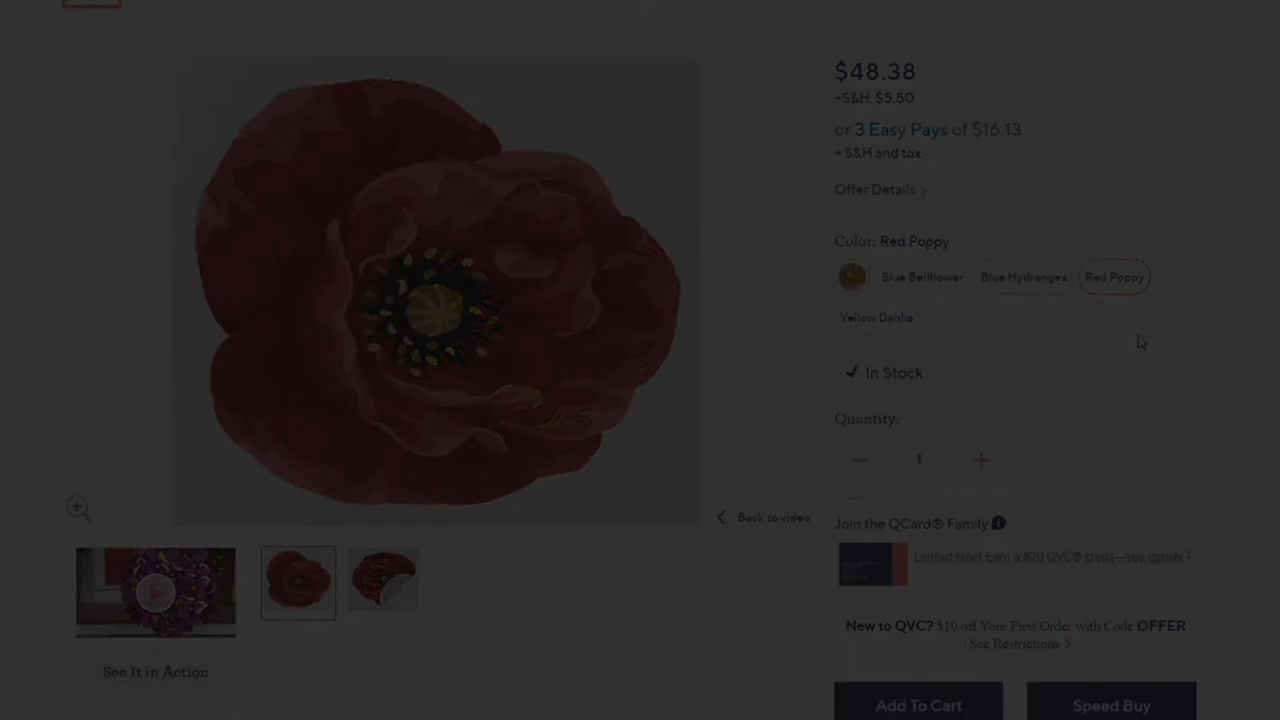 $48.38
+S&H: $5.50
or 3 Easy Pays of $16.13
+ S&H and tax
Offer Details >
Color: Red Poppy
Blue Bellflower
Blue Hydrangea
Red Poppy
Yellow Dahlia
✓ In Stock
Quantity:
— 1 +
Back to video
Join the QCard® Family
Limited time! Earn a $20 QVC® credit—see details.¹
New to QVC? $10 off Your First Order with Code OFFER
See Restrictions >
See It in Action
Add To Cart
Speed Buy